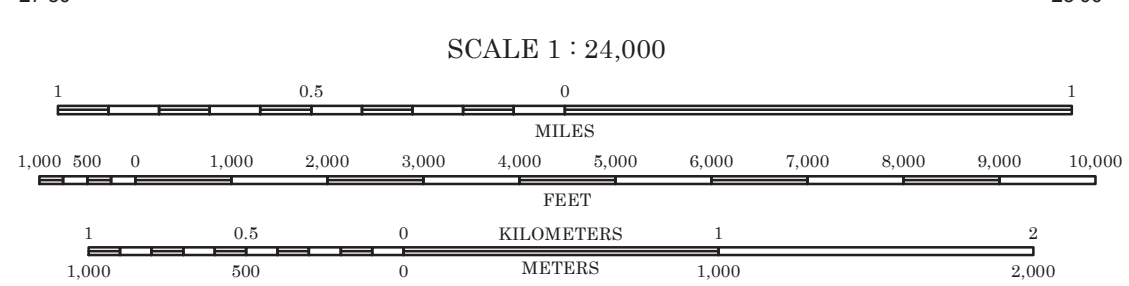 SCALE 1 : 24,000
1 0.5 0 1
MILES
1,000 500 0 1,000 2,000 3,000 4,000 5,000 6,000 7,000 8,000 9,000 10,000
FEET
1 0.5 0 KILOMETERS 1 2
1,000 500 0 METERS 1,000 2,000